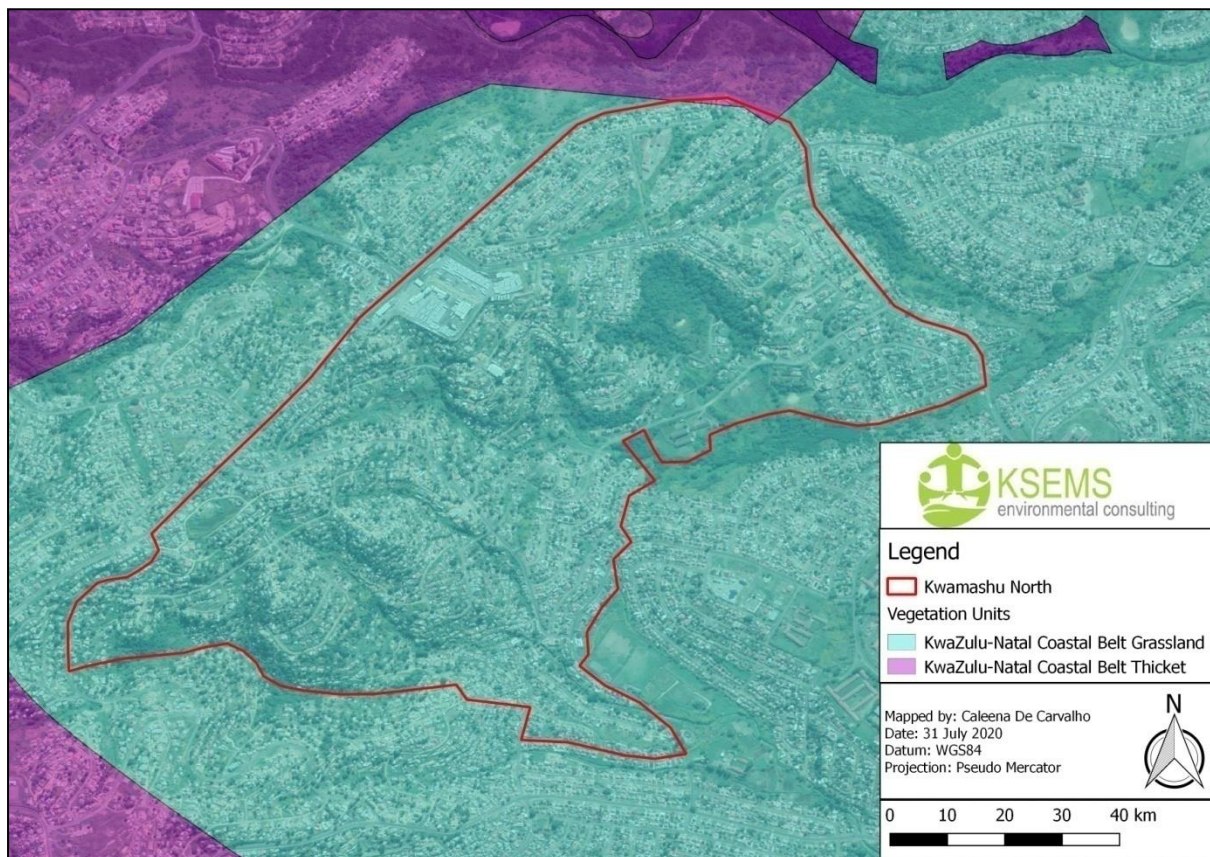 KSEMS
environmental consulting
Legend
Kwamashu North
Vegetation Units
KwaZulu-Natal Coastal Belt Grassland
KwaZulu-Natal Coastal Belt Thicket
Mapped by: Caleena De Carvalho
Date: 31 July 2020
Datum: WGS84
Projection: Pseudo Mercator
N
0 10 20 30 40 km